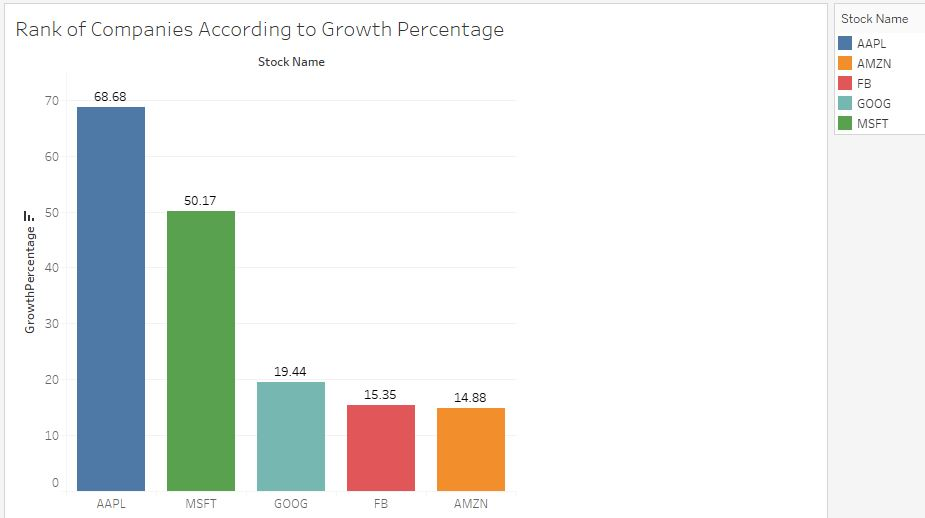 Rank of Companies According to Growth Percentage
Stock Name
GrowthPercentage
70
60
50
40
30
20
10
0
68.68
50.17
19.44
15.35
14.88
AAPL
MSFT
GOOG
FB
AMZN
Stock Name
AAPL
AMZN
FB
GOOG
MSFT